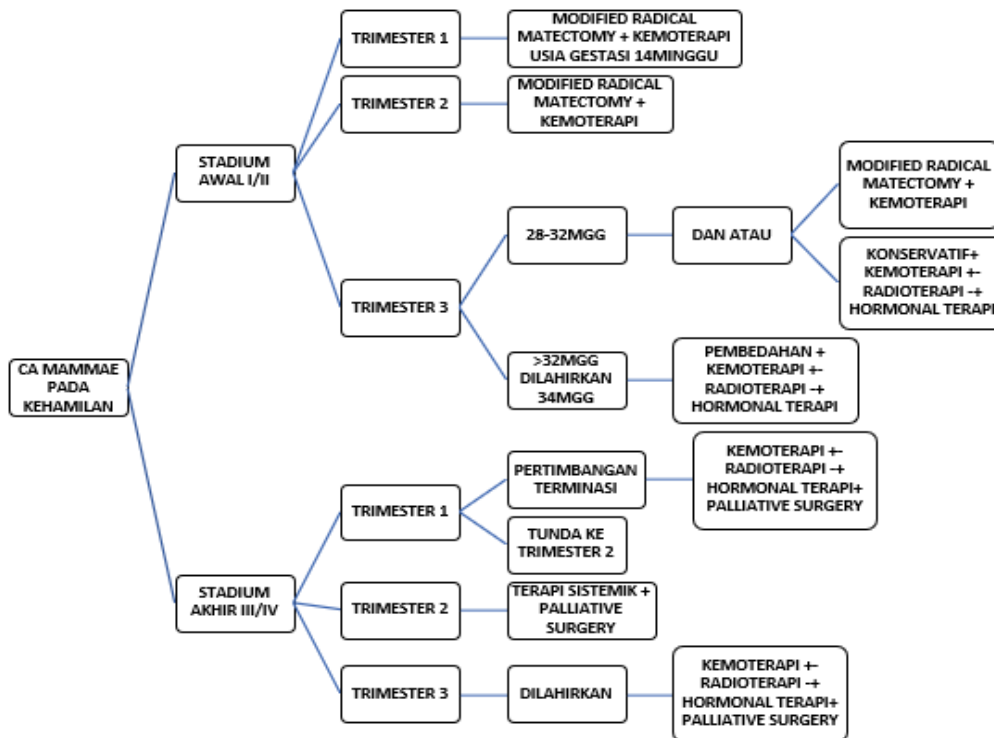 CA MAMMAE
PADA
KEHAMILAN
STADIUM
AWAL I/II
TRIMESTER 1
MODIFIED RADICAL
MATECTOMY + KEMOTERAPI
USIA GESTASI 14MINGGU
TRIMESTER 2
MODIFIED RADICAL
MATECTOMY +
KEMOTERAPI
TRIMESTER 3
28-32MGG
DAN ATAU
MODIFIED RADICAL
MATECTOMY +
KEMOTERAPI
KONSERVATIF+
KEMOTERAPI +-
RADIOTERAPI -+
HORMONAL TERAPI
>32MGG
DILAHIRKAN
34MGG
PEMBEDAHAN +
KEMOTERAPI +-
RADIOTERAPI -+
HORMONAL TERAPI
STADIUM
AKHIR III/IV
TRIMESTER 1
PERTIMBANGAN
TERMINASI
KEMOTERAPI +-
RADIOTERAPI -+
HORMONAL TERAPI+
PALLIATIVE SURGERY
TUNDA KE
TRIMESTER 2
TRIMESTER 2
TERAPI SISTEMIK +
PALLIATIVE
SURGERY
TRIMESTER 3
DILAHIRKAN
KEMOTERAPI +-
RADIOTERAPI -+
HORMONAL TERAPI+
PALLIATIVE SURGERY